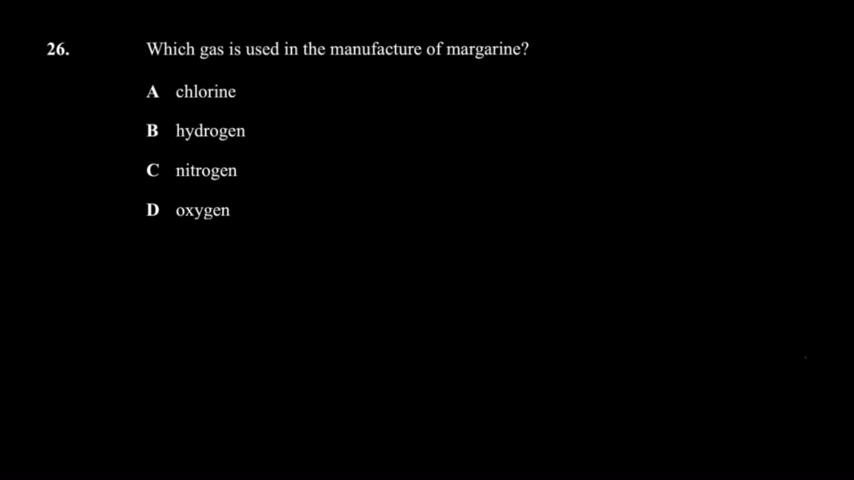 26. Which gas is used in the manufacture of margarine?
A chlorine
B hydrogen
C nitrogen
D oxygen